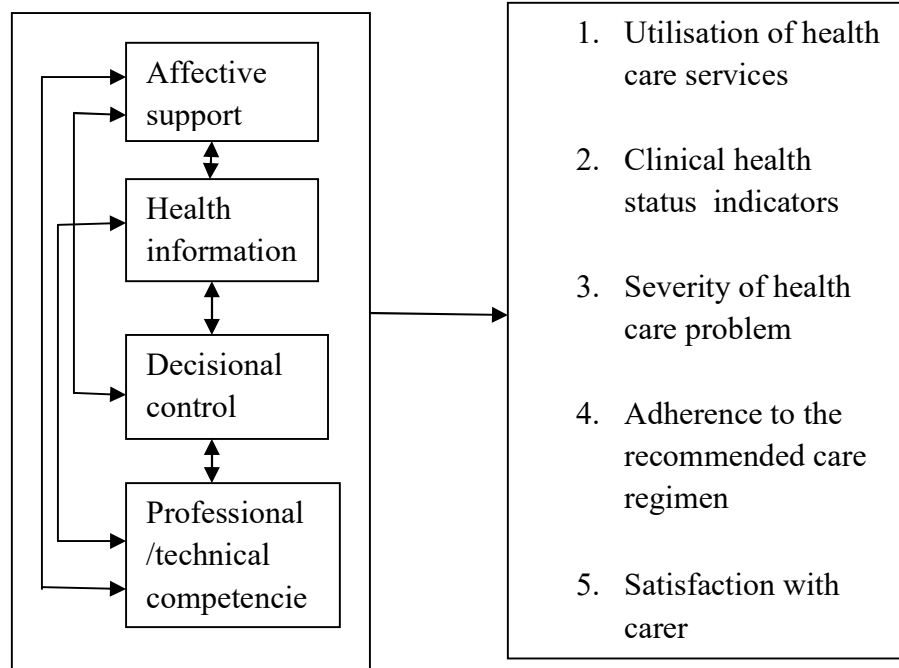 Affective
support
Health
information
Decisional
control
Professional
/technical
competencie
1. Utilisation of health
care services
2. Clinical health
status indicators
3. Severity of health
care problem
4. Adherence to the
recommended care
regimen
5. Satisfaction with
carer